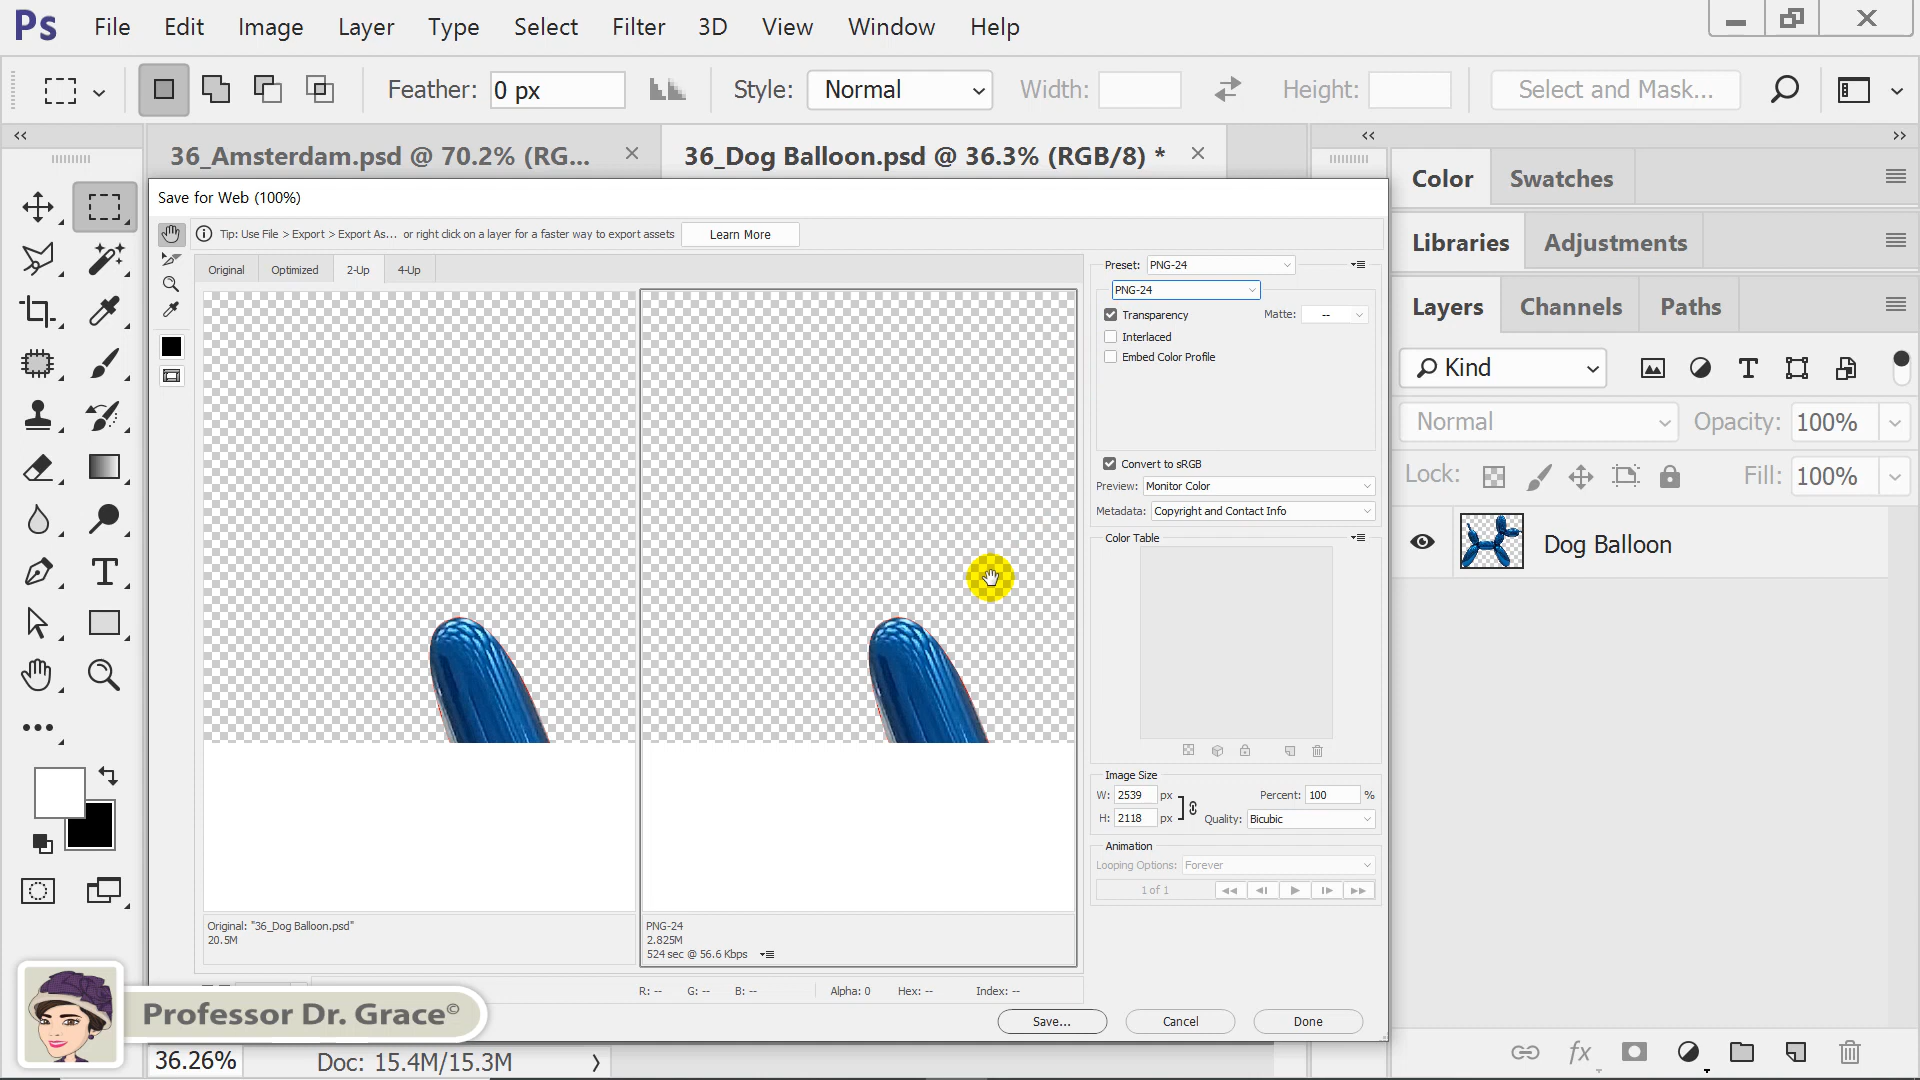 Ps File Edit Image Layer Type Select Filter 3D View Window Help
Feather: 0 px Style: Normal Width: Height: Select and Mask...
36_Amsterdam.psd @ 70.2% (RG... 36_Dog Balloon.psd @ 36.3% (RGB/8) *
Save for Web (100%)
Tip: Use File > Export > Export As... or right click on a layer for a faster way to export assets Learn More
Original Optimized 2-Up 4-Up
Preset: PNG-24
PNG-24
Transparency Matte: --
Interlaced
Embed Color Profile
Convert to sRGB
Preview: Monitor Color
Metadata: Copyright and Contact Info
Color Table
Image Size
W: 2539 px Percent: 100 %
H: 2118 px Quality: Bicubic
Animation
Looping Options: Forever
1 of 1
Original: "36_Dog Balloon.psd"
20.5M
PNG-24
2.825M
524 sec @ 56.6 Kbps
R: -- G: -- B: -- Alpha: 0 Hex: -- Index: --
Save... Cancel Done
Color Swatches
Libraries Adjustments
Layers Channels Paths
Kind
Normal Opacity: 100%
Lock: Fill: 100%
Dog Balloon
Professor Dr. Grace©
36.26% Doc: 15.4M/15.3M
fx